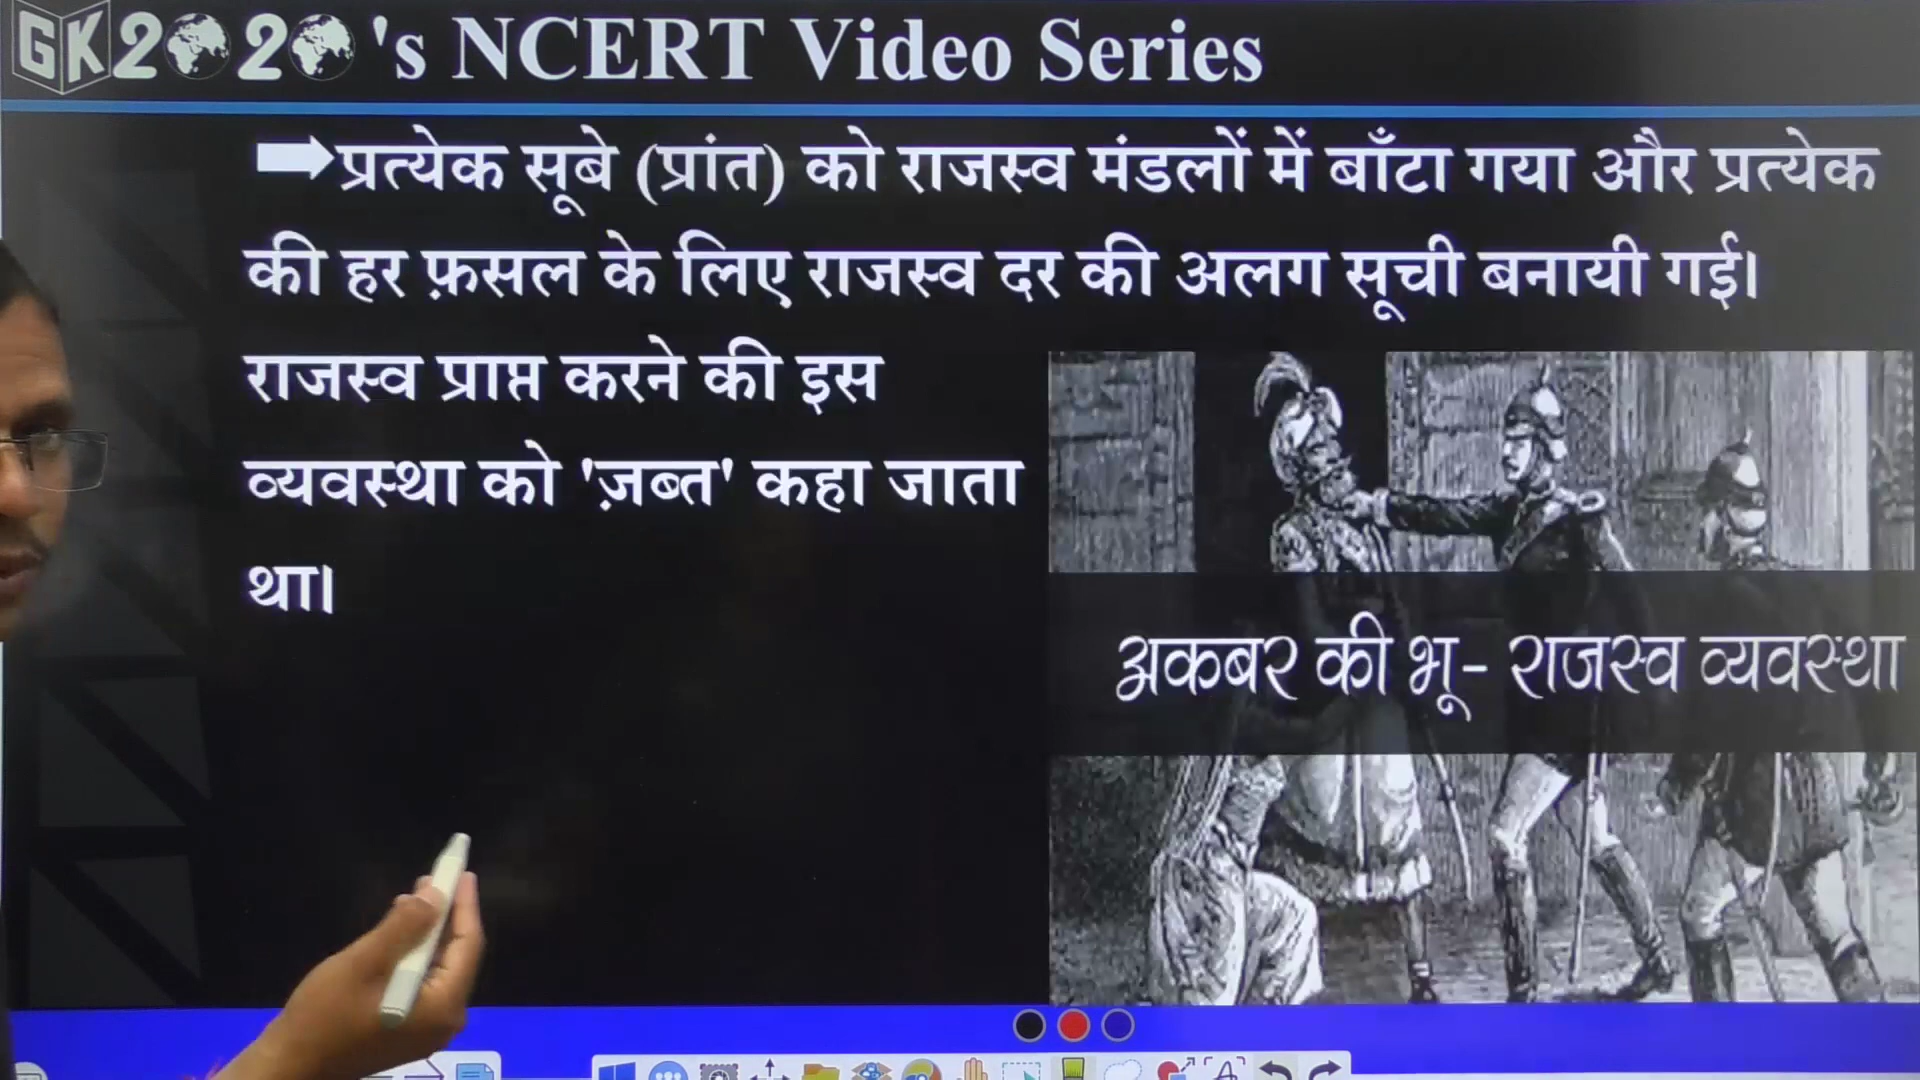 GK2020's NCERT Video Series
प्रत्येक सूबे (प्रांत) को राजस्व मंडलों में बाँटा गया और प्रत्येक
की हर फ़सल के लिए राजस्व दर की अलग सूची बनायी गई।
राजस्व प्राप्त करने की इस
व्यवस्था को 'ज़ब्त' कहा जाता
था।
अकबर की भू- राजस्व व्यवस्था